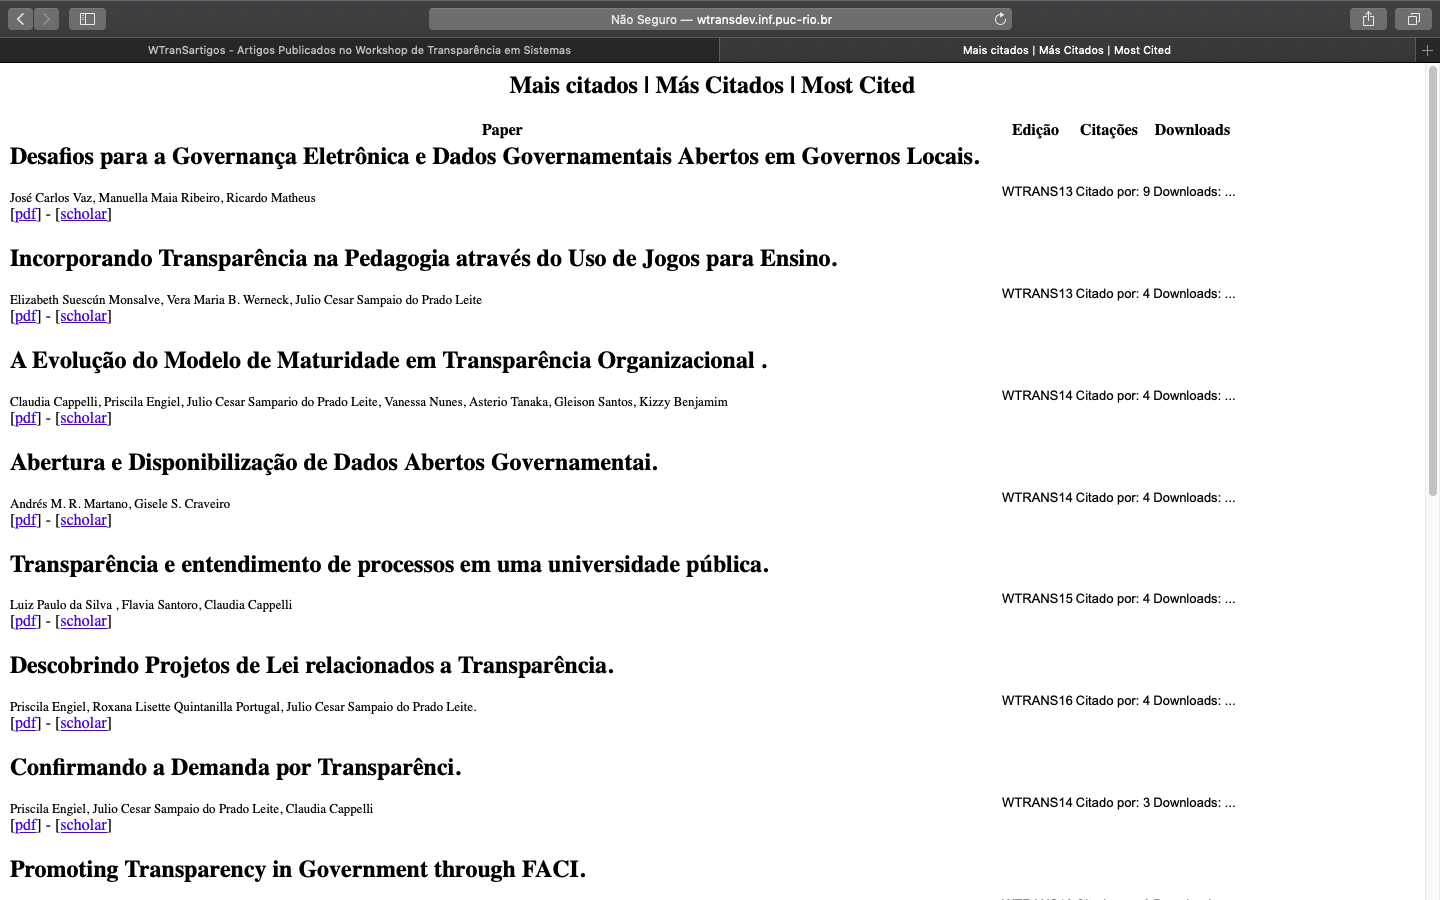 Não Seguro — wtransdev.inf.puc-rio.br
WTranSartigos - Artigos Publicados no Workshop de Transparência em Sistemas
Mais citados | Más Citados | Most Cited
Mais citados | Más Citados | Most Cited
Paper Edição Citações Downloads
Desafios para a Governança Eletrônica e Dados Governamentais Abertos em Governos Locais.
José Carlos Vaz, Manuella Maia Ribeiro, Ricardo Matheus
WTRANS13 Citado por: 9 Downloads: ...
[pdf] - [scholar]
Incorporando Transparência na Pedagogia através do Uso de Jogos para Ensino.
Elizabeth Suescún Monsalve, Vera Maria B. Werneck, Julio Cesar Sampaio do Prado Leite
WTRANS13 Citado por: 4 Downloads: ...
[pdf] - [scholar]
A Evolução do Modelo de Maturidade em Transparência Organizacional .
Claudia Cappelli, Priscila Engiel, Julio Cesar Sampario do Prado Leite, Vanessa Nunes, Asterio Tanaka, Gleison Santos, Kizzy Benjamim
WTRANS14 Citado por: 4 Downloads: ...
[pdf] - [scholar]
Abertura e Disponibilização de Dados Abertos Governamentai.
Andrés M. R. Martano, Gisele S. Craveiro
WTRANS14 Citado por: 4 Downloads: ...
[pdf] - [scholar]
Transparência e entendimento de processos em uma universidade pública.
Luiz Paulo da Silva , Flavia Santoro, Claudia Cappelli
WTRANS15 Citado por: 4 Downloads: ...
[pdf] - [scholar]
Descobrindo Projetos de Lei relacionados a Transparência.
Priscila Engiel, Roxana Lisette Quintanilla Portugal, Julio Cesar Sampaio do Prado Leite.
WTRANS16 Citado por: 4 Downloads: ...
[pdf] - [scholar]
Confirmando a Demanda por Transparênci.
Priscila Engiel, Julio Cesar Sampaio do Prado Leite, Claudia Cappelli
WTRANS14 Citado por: 3 Downloads: ...
[pdf] - [scholar]
Promoting Transparency in Government through FACI.